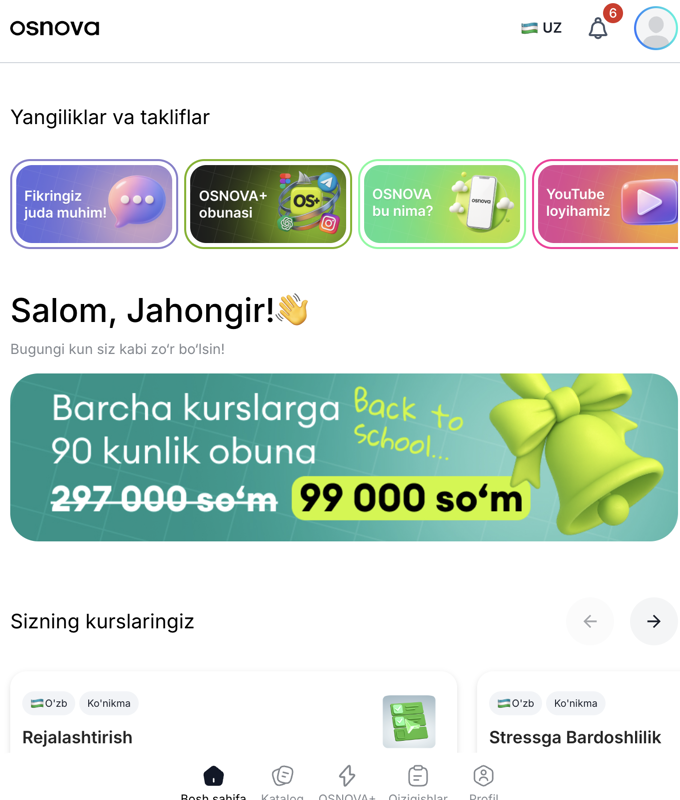 osnova
UZ
6
Yangiliklar va takliflar
Fikringiz
juda muhim!
OSNOVA+
obunasi
OS+
OSNOVA
bu nima?
osnova
YouTube
loyihamiz
Salom, Jahongir!
Bugungi kun siz kabi zo‘r bo‘lsin!
Barcha kurslarga
90 kunlik obuna
Back to
school...
297 000 so‘m 99 000 so‘m
Sizning kurslaringiz
O'zb Ko'nikma
Rejalashtirish
O'zb Ko'nikma
Stressga Bardoshlilik
Bosh sahifa Katalog OSNOVA+ Qiziqishlar Profil